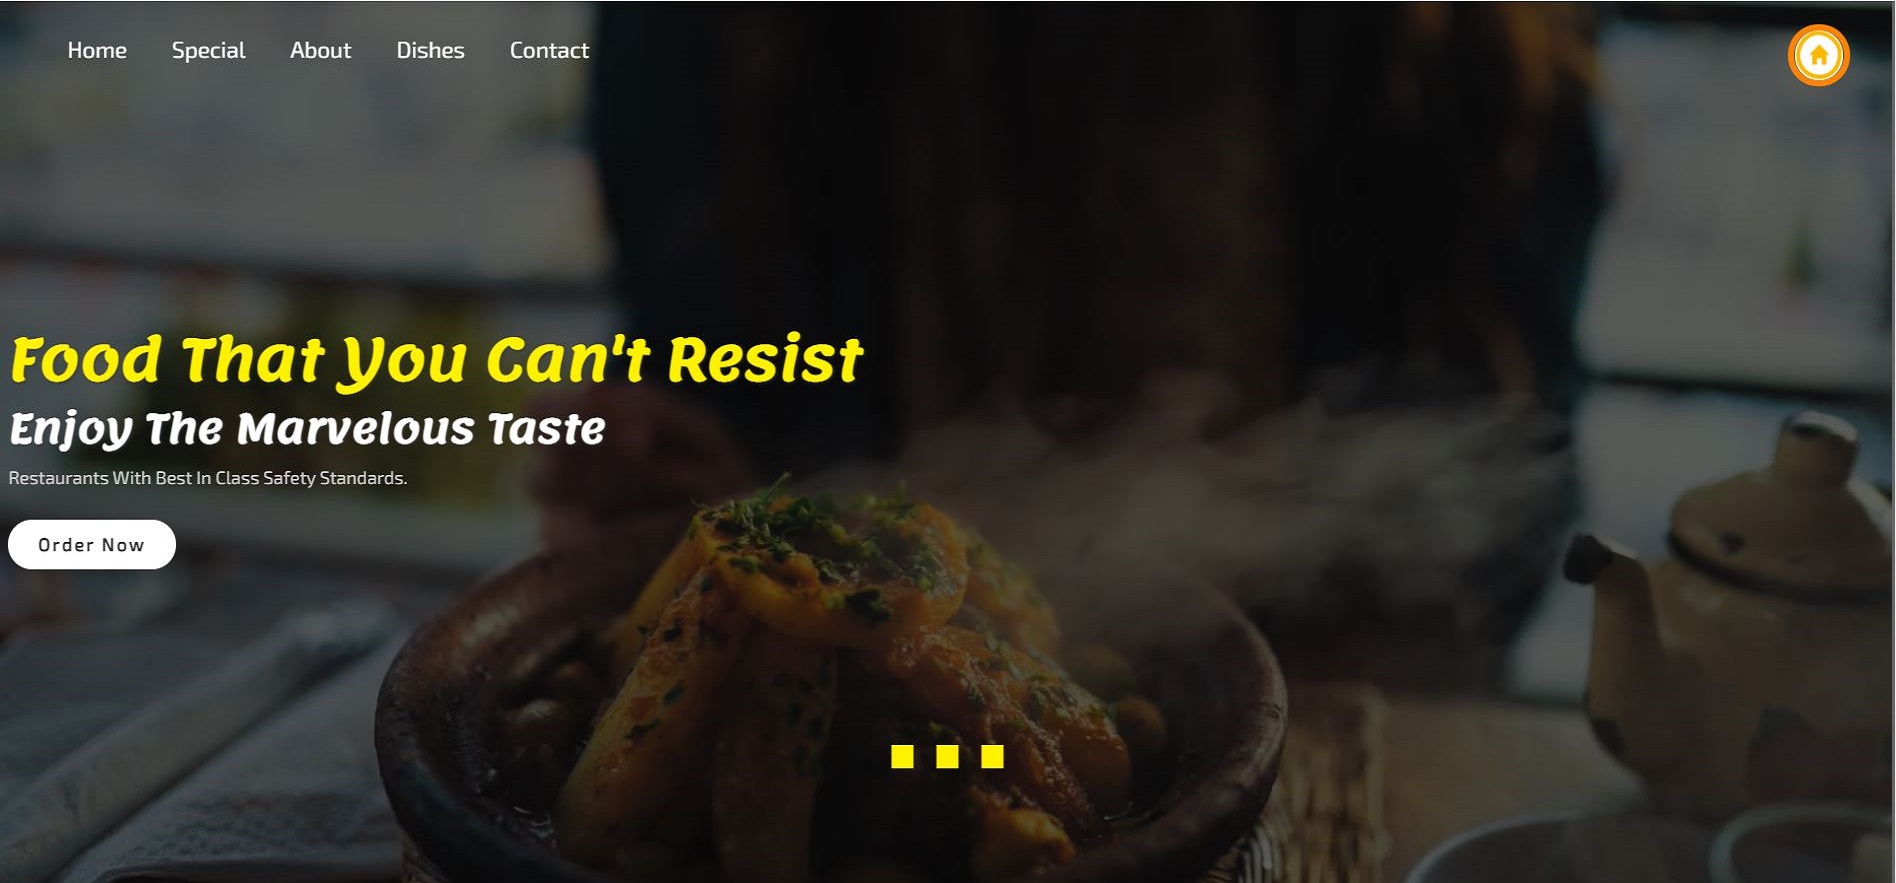 Home Special About Dishes Contact
Food That You Can't Resist
Enjoy The Marvelous Taste
Restaurants With Best In Class Safety Standards.
Order Now